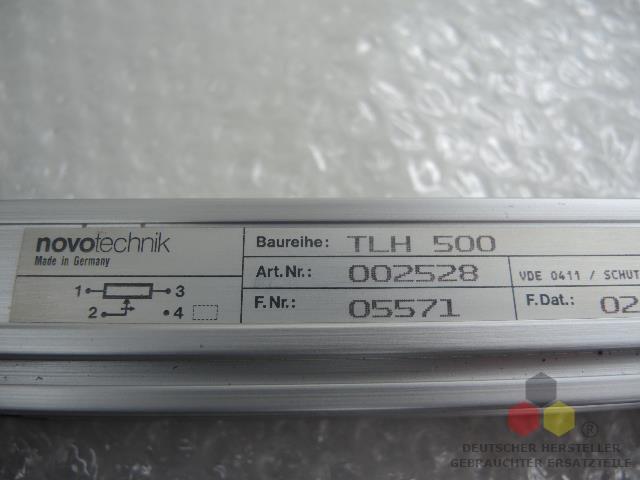 novotechnik
Made in Germany
1 3
2 4
Baureihe: TLH 500
Art.Nr.: 002528
VDE 0411 / SCHUT
F.Nr.: 05571
F.Dat.: 02
®
DEUTSCHER HERSTELLER
GEBRAUCHTER ERSATZTEILE